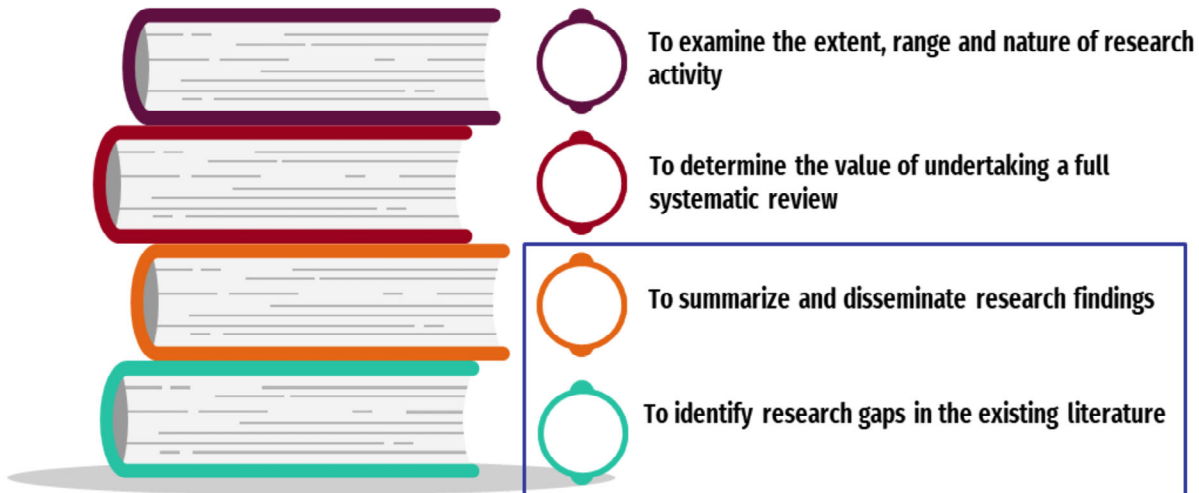 To examine the extent, range and nature of research
activity
To determine the value of undertaking a full
systematic review
To summarize and disseminate research findings
To identify research gaps in the existing literature